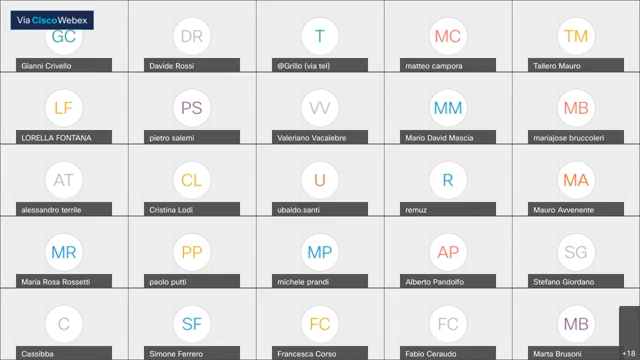 Via CiscoWebex
GC DR T MC TM
Gianni Crivello Davide Rossi @Grillo (via tel) matteo campora Tallero Mauro
LF PS VV MM MB
LORELLA FONTANA pietro salemi Valeriano Vacalebre Mario David Mascia mariajose bruccoleri
AT CL U R MA
alessandro terrile Cristina Lodi ubaldo.santi remuz Mauro Avvenente
MR PP MP AP SG
Maria Rosa Rossetti paolo putti michele prandi Alberto Pandolfo Stefano Giordano
C SF FC FC MB
Cassibba Simone Ferrero Francesca Corso Fabio Ceraudo Marta Brusoni +18